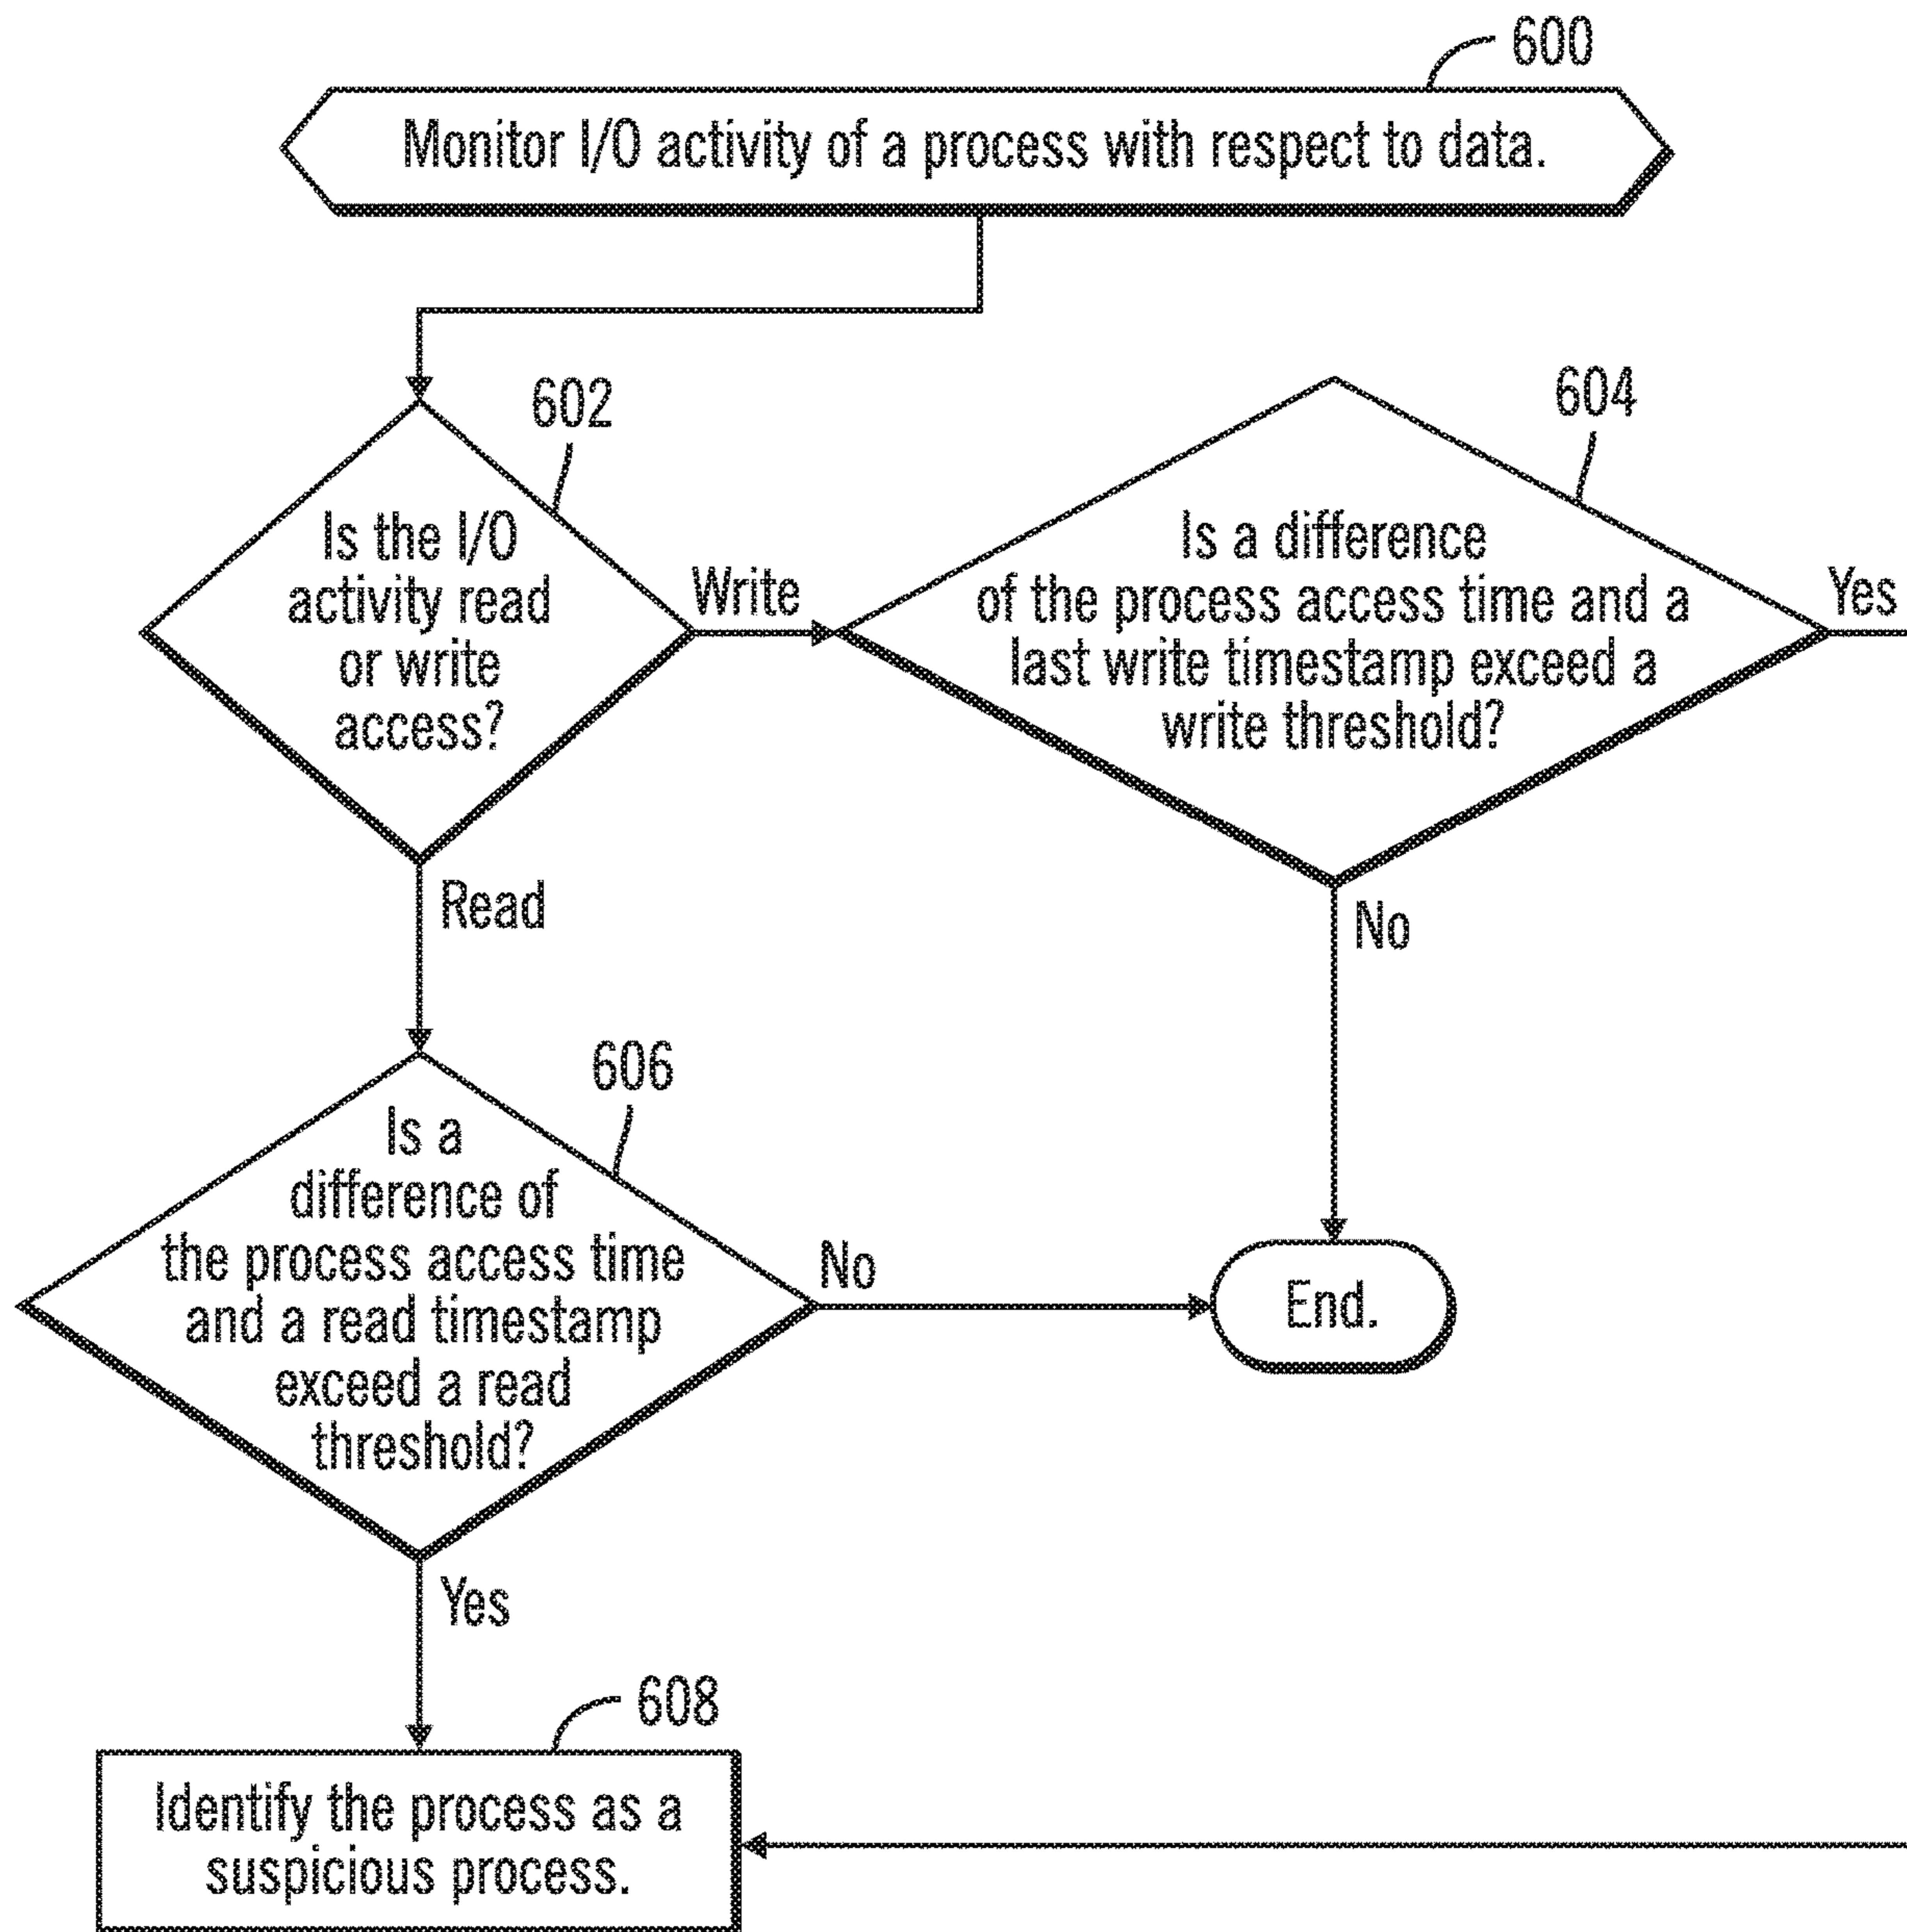 600
Monitor I/O activity of a process with respect to data.
602
Is the I/O
activity read
or write
access?
Write
Read
604
Is a difference
of the process access time and a
last write timestamp exceed a
write threshold?
Yes
No
606
Is a
difference of
the process access time
and a read timestamp
exceed a read
threshold?
No
End.
Yes
608
Identify the process as a
suspicious process.